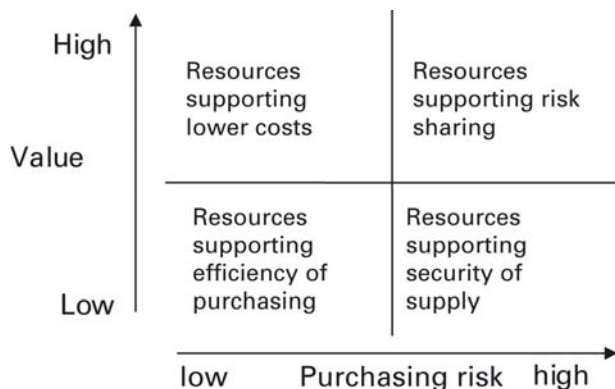 High
Value
Low
Resources
supporting
lower costs
Resources
supporting risk
sharing
Resources
supporting
efficiency of
purchasing
Resources
supporting
security of
supply
low Purchasing risk high